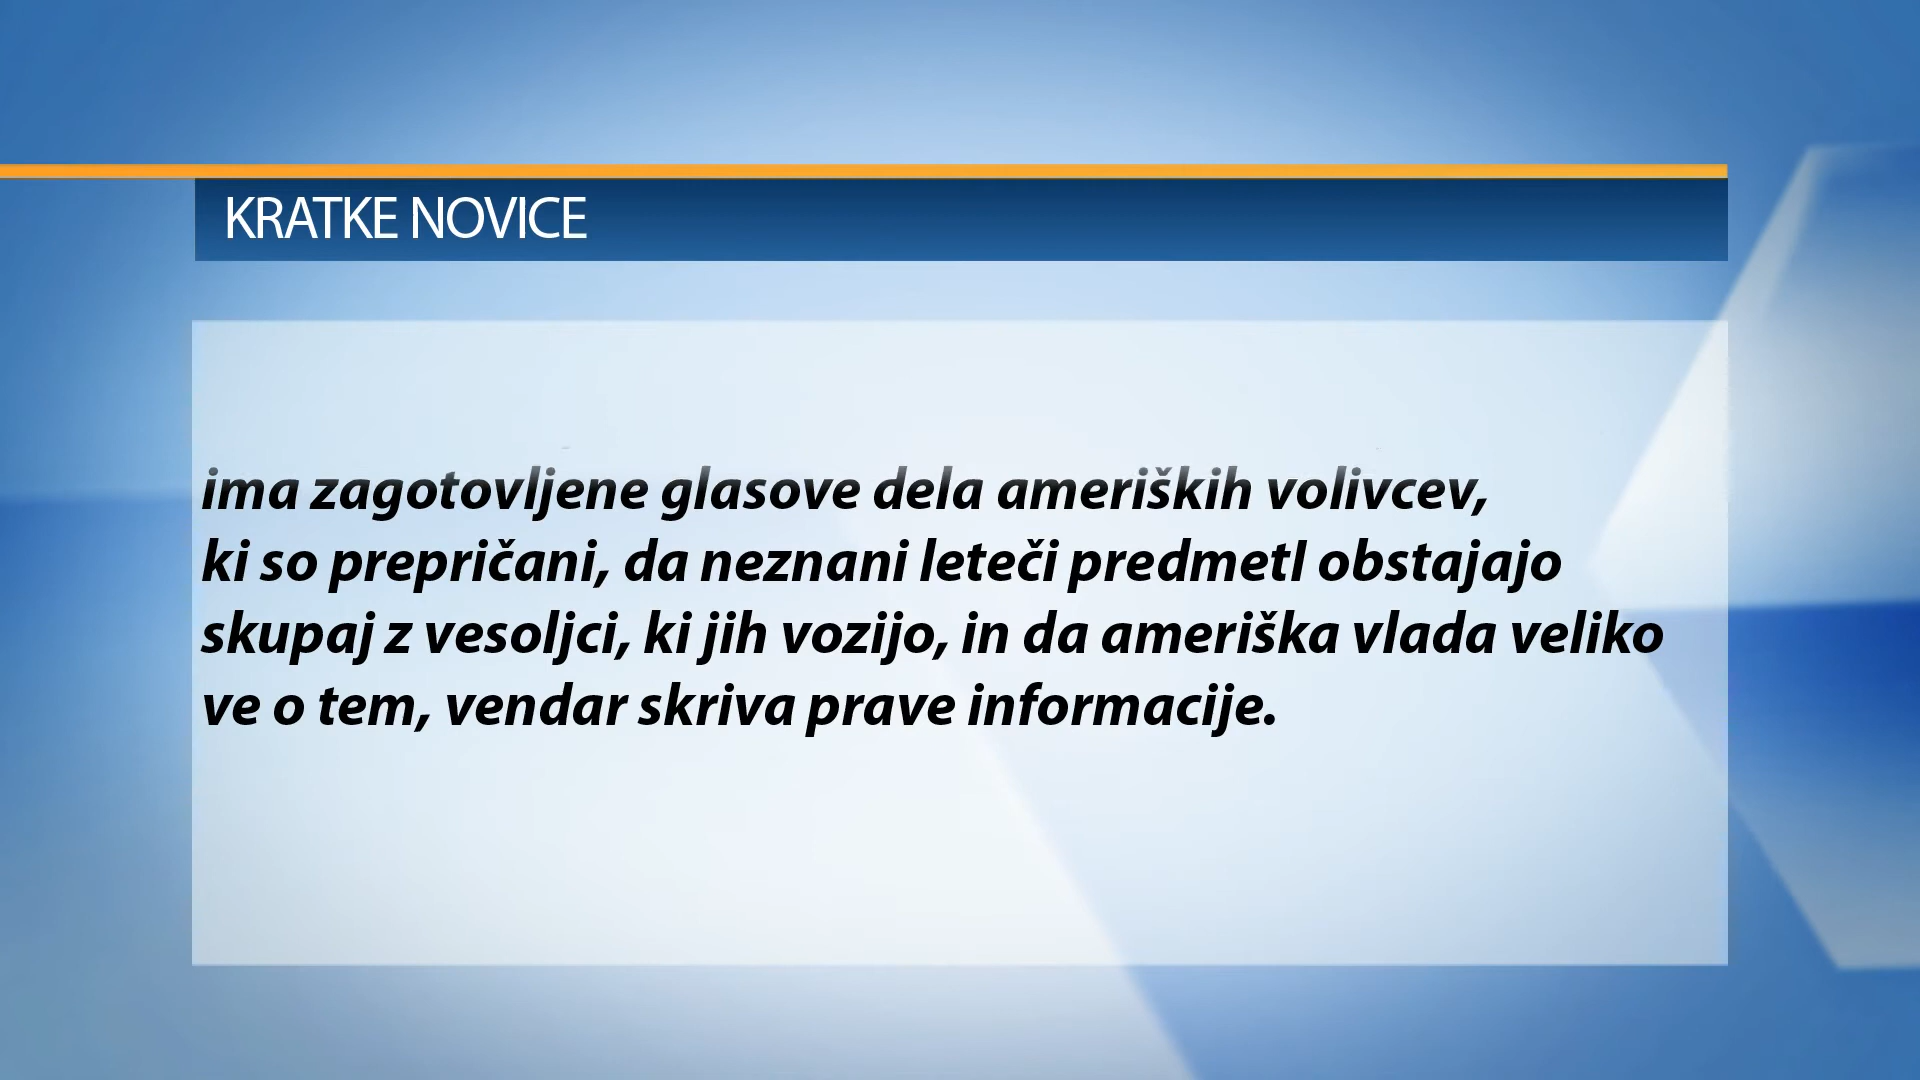 KRATKE NOVICE
ima zagotovljene glasove dela ameriških volivcev,
ki so prepričani, da neznani leteči predmetI obstajajo
skupaj z vesoljci, ki jih vozijo, in da ameriška vlada veliko
ve o tem, vendar skriva prave informacije.